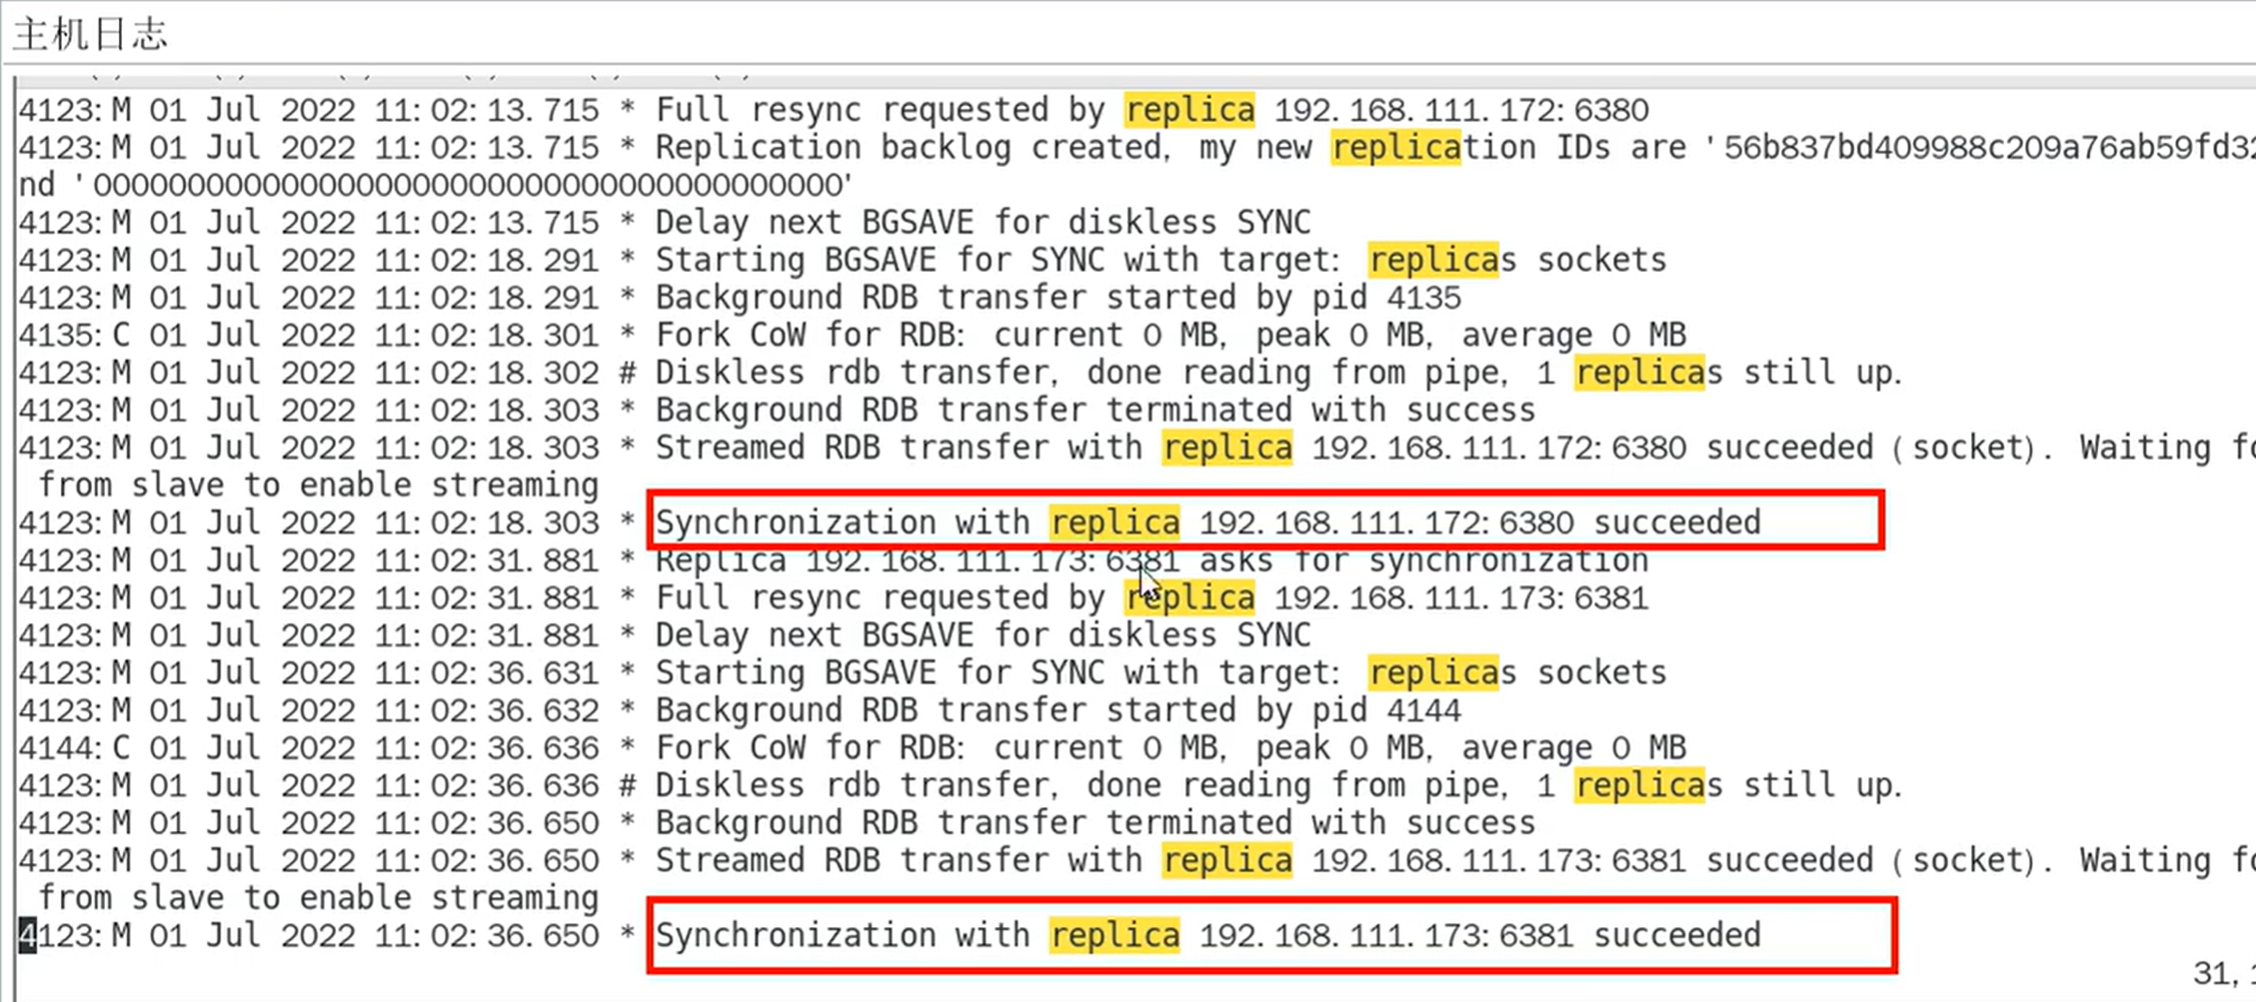 主机日志
4123:M 01 Jul 2022 11:02:13.715 * Full resync requested by replica 192.168.111.172:6380
4123:M 01 Jul 2022 11:02:13.715 * Replication backlog created, my new replication IDs are '56b837bd409988c209a76ab59fd32
nd '0000000000000000000000000000000000000000'
4123:M 01 Jul 2022 11:02:13.715 * Delay next BGSAVE for diskless SYNC
4123:M 01 Jul 2022 11:02:18.291 * Starting BGSAVE for SYNC with target: replicas sockets
4123:M 01 Jul 2022 11:02:18.291 * Background RDB transfer started by pid 4135
4135:C 01 Jul 2022 11:02:18.301 * Fork CoW for RDB: current 0 MB, peak 0 MB, average 0 MB
4123:M 01 Jul 2022 11:02:18.302 # Diskless rdb transfer, done reading from pipe, 1 replicas still up.
4123:M 01 Jul 2022 11:02:18.303 * Background RDB transfer terminated with success
4123:M 01 Jul 2022 11:02:18.303 * Streamed RDB transfer with replica 192.168.111.172:6380 succeeded (socket). Waiting fo
from slave to enable streaming
4123:M 01 Jul 2022 11:02:18.303 * Synchronization with replica 192.168.111.172:6380 succeeded
4123:M 01 Jul 2022 11:02:31.881 * Replica 192.168.111.173:6381 asks for synchronization
4123:M 01 Jul 2022 11:02:31.881 * Full resync requested by replica 192.168.111.173:6381
4123:M 01 Jul 2022 11:02:31.881 * Delay next BGSAVE for diskless SYNC
4123:M 01 Jul 2022 11:02:36.631 * Starting BGSAVE for SYNC with target: replicas sockets
4123:M 01 Jul 2022 11:02:36.632 * Background RDB transfer started by pid 4144
4144:C 01 Jul 2022 11:02:36.636 * Fork CoW for RDB: current 0 MB, peak 0 MB, average 0 MB
4123:M 01 Jul 2022 11:02:36.636 # Diskless rdb transfer, done reading from pipe, 1 replicas still up.
4123:M 01 Jul 2022 11:02:36.650 * Background RDB transfer terminated with success
4123:M 01 Jul 2022 11:02:36.650 * Streamed RDB transfer with replica 192.168.111.173:6381 succeeded (socket). Waiting fo
from slave to enable streaming
4123:M 01 Jul 2022 11:02:36.650 * Synchronization with replica 192.168.111.173:6381 succeeded
31,